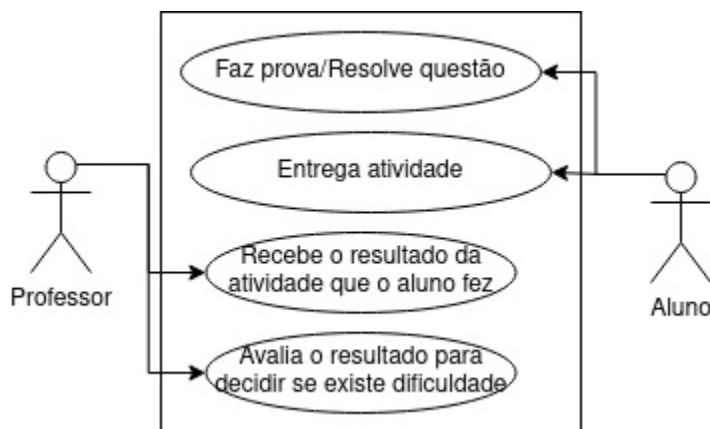 Faz prova/Resolve questão
Entrega atividade
Recebe o resultado da
atividade que o aluno fez
Professor
Aluno
Avalia o resultado para
decidir se existe dificuldade